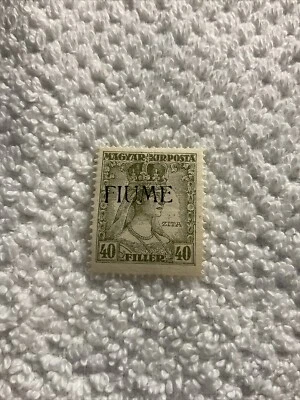 MAGYAR KIR POSTA
FIUME
ZITA
40 FILLÉR 40